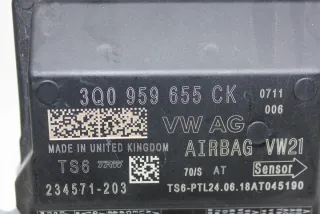 3Q0 959 655 CK 0711
006
VW AG
MADE IN UNITED KINGDOM AIRBAG VW21
TS6 TRW 70/S AT Sensor
234571-203 TS6-PTL24.06.18AT045190